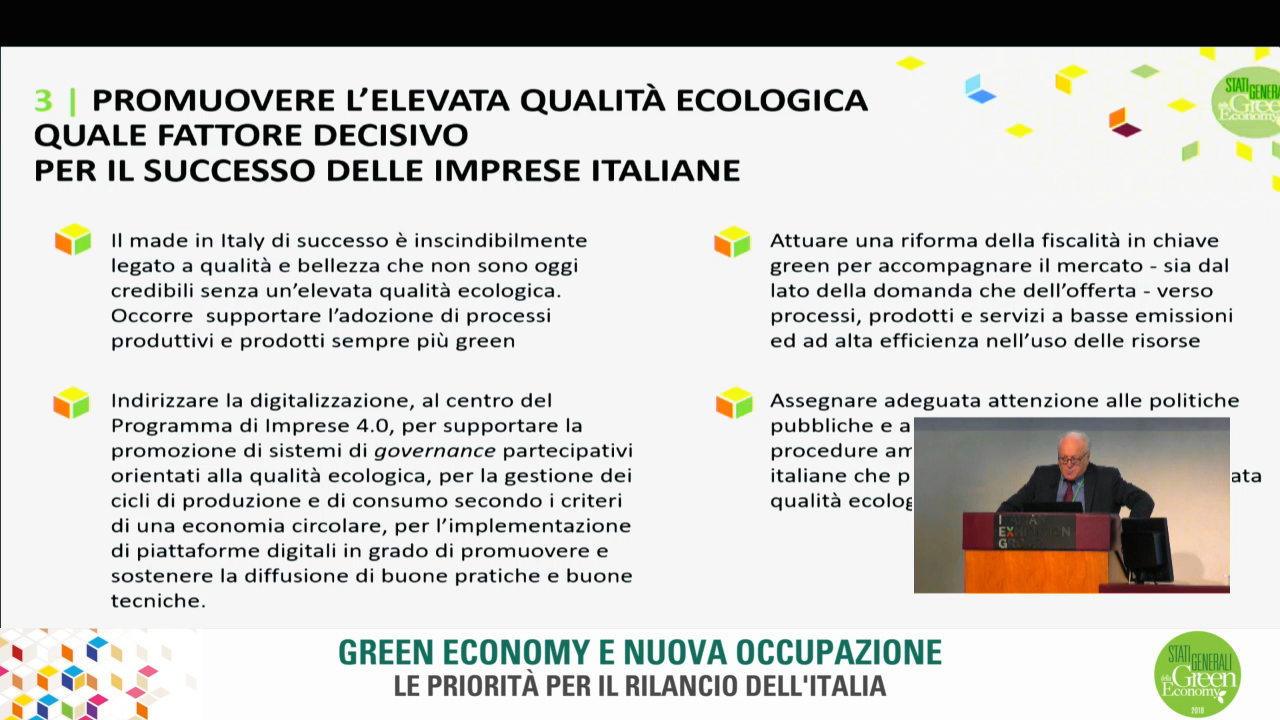 3 | PROMUOVERE L’ELEVATA QUALITÀ ECOLOGICA
QUALE FATTORE DECISIVO
PER IL SUCCESSO DELLE IMPRESE ITALIANE
STATI
GENERA
della Green
Economy
Il made in Italy di successo è inscindibilmente
legato a qualità e bellezza che non sono oggi
credibili senza un’elevata qualità ecologica.
Occorre supportare l’adozione di processi
produttivi e prodotti sempre più green
Indirizzare la digitalizzazione, al centro del
Programma di Imprese 4.0, per supportare la
promozione di sistemi di governance partecipativi
orientati alla qualità ecologica, per la gestione dei
cicli di produzione e di consumo secondo i criteri
di una economia circolare, per l’implementazione
di piattaforme digitali in grado di promuovere e
sostenere la diffusione di buone pratiche e buone
tecniche.
Attuare una riforma della fiscalità in chiave
green per accompagnare il mercato - sia dal
lato della domanda che dell’offerta - verso
processi, prodotti e servizi a basse emissioni
ed ad alta efficienza nell’uso delle risorse
Assegnare adeguata attenzione alle politiche
pubbliche e a
procedure am
italiane che p ata
qualità ecolog
GREEN ECONOMY E NUOVA OCCUPAZIONE
LE PRIORITÀ PER IL RILANCIO DELL'ITALIA
STATI
GENERALI
della Green
Economy
2018